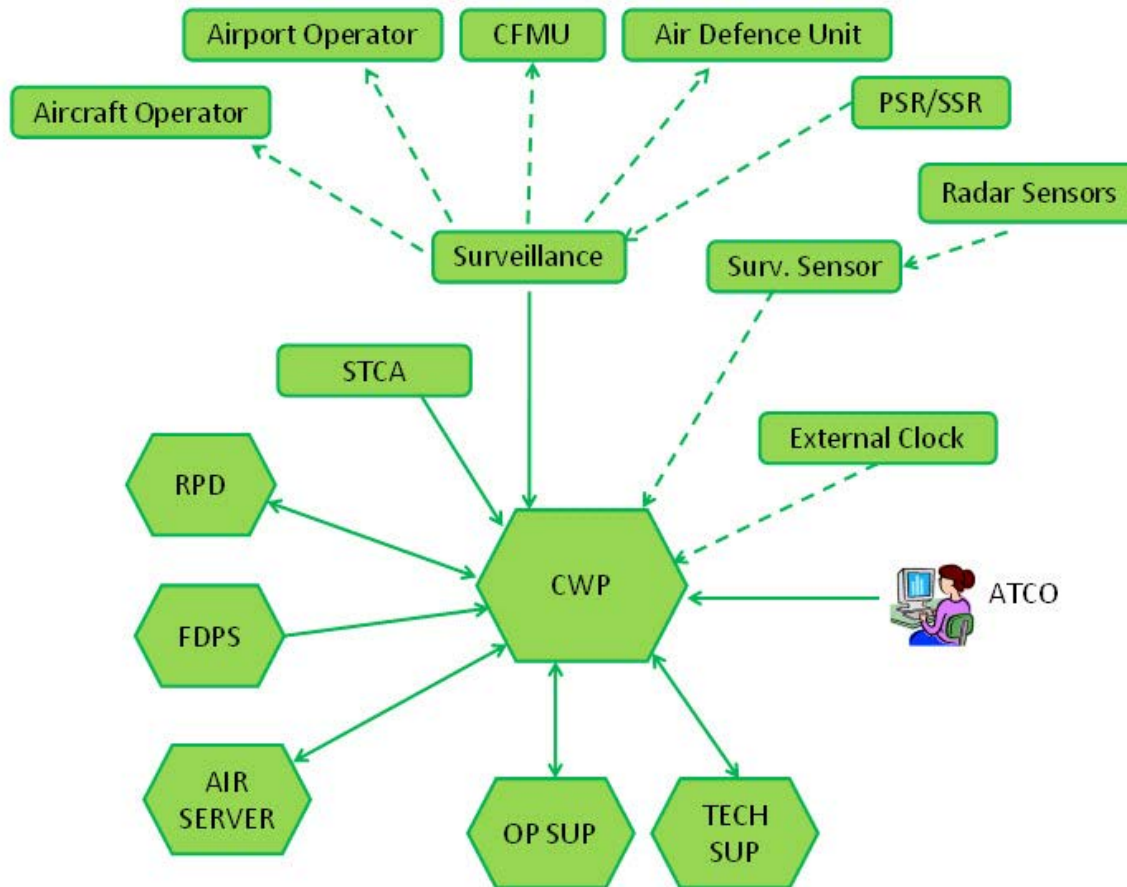 Airport Operator
CFMU
Air Defence Unit
Aircraft Operator
PSR/SSR
Radar Sensors
Surveillance
Surv. Sensor
STCA
External Clock
RPD
CWP
ATCO
FDPS
AIR
SERVER
OP SUP
TECH
SUP